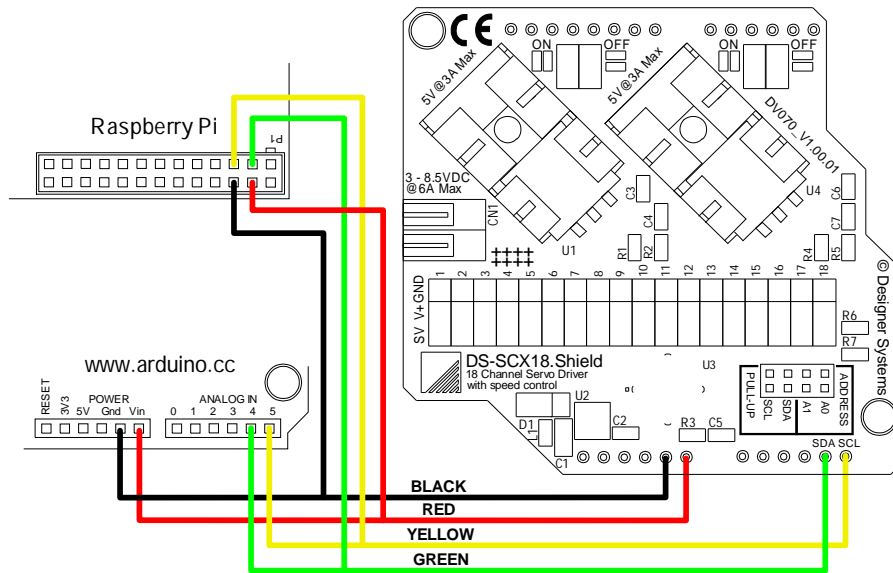 Raspberry Pi
P1
www.arduino.cc
RESET
3V3
5V
POWER
Gnd
Vin
ANALOG IN
0 1 2 3 4 5
CE
ON OFF
ON OFF
5V@3A Max
5V@3A Max
DV070_V1.00.01
3 - 8.5VDC
@6A Max
CN1
U1
U4
C3
C4
R1
R2
R4
R5
C6
C7
SV V+GND
1 2 3 4 5 6 7 8 9 10 11 12 13 14 15 16 17 18
© Designer Systems
R6
R7
DS-SCX18.Shield
18 Channel Servo Driver
with speed control
U3
U2
D1
L1
C1
C2
R3
C5
PULL-UP
SCL
SDA
A1
A0
ADDRESS
SDA SCL
BLACK
RED
YELLOW
GREEN